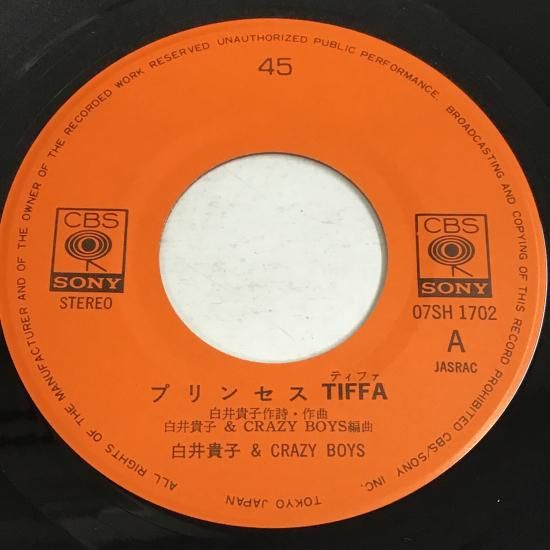 ALL RIGHTS OF THE MANUFACTURER AND OF THE OWNER OF THE RECORDED WORK RESERVED UNAUTHORIZED PUBLIC PERFORMANCE. BROADCASTING AND COPYING OF THIS RECORD PROHIBITED CBS/SONY INC.
45
CBS
SONY
STEREO
CBS
SONY
07SH 1702
A
JASRAC
ティファ
プリンセス TIFFA
白井貴子作詩・作曲
白井貴子 & CRAZY BOYS編曲
白井貴子 & CRAZY BOYS
TOKYO JAPAN